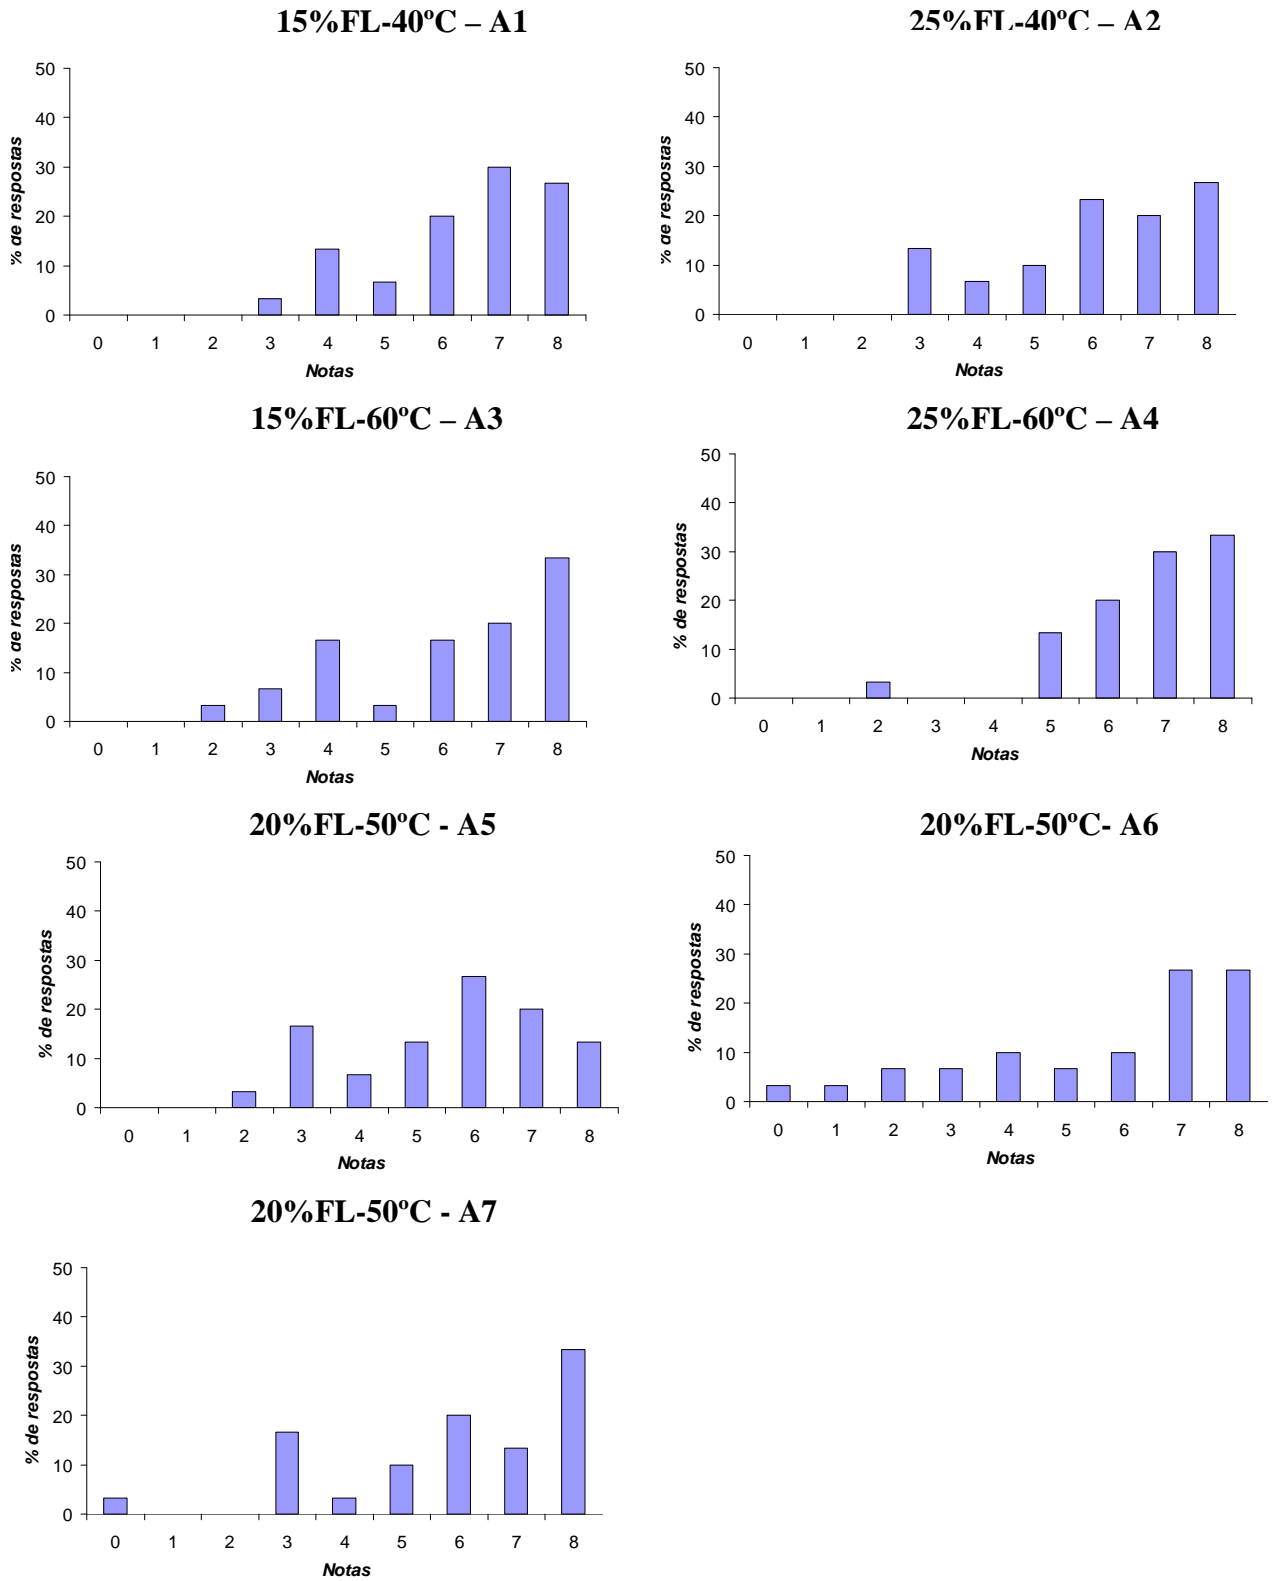 15%FL-40ºC – A1
50
40
30
20
10
0
% de respostas
0 1 2 3 4 5 6 7 8
Notas
25%FL-40ºC – A2
50
40
30
20
10
0
% de respostas
0 1 2 3 4 5 6 7 8
Notas
15%FL-60ºC – A3
50
40
30
20
10
0
% de respostas
0 1 2 3 4 5 6 7 8
Notas
25%FL-60ºC – A4
50
40
30
20
10
0
% de respostas
0 1 2 3 4 5 6 7 8
Notas
20%FL-50ºC - A5
50
40
30
20
10
0
% de respostas
0 1 2 3 4 5 6 7 8
Notas
20%FL-50ºC- A6
50
40
30
20
10
0
% de respostas
0 1 2 3 4 5 6 7 8
Notas
20%FL-50ºC - A7
50
40
30
20
10
0
% de respostas
0 1 2 3 4 5 6 7 8
Notas